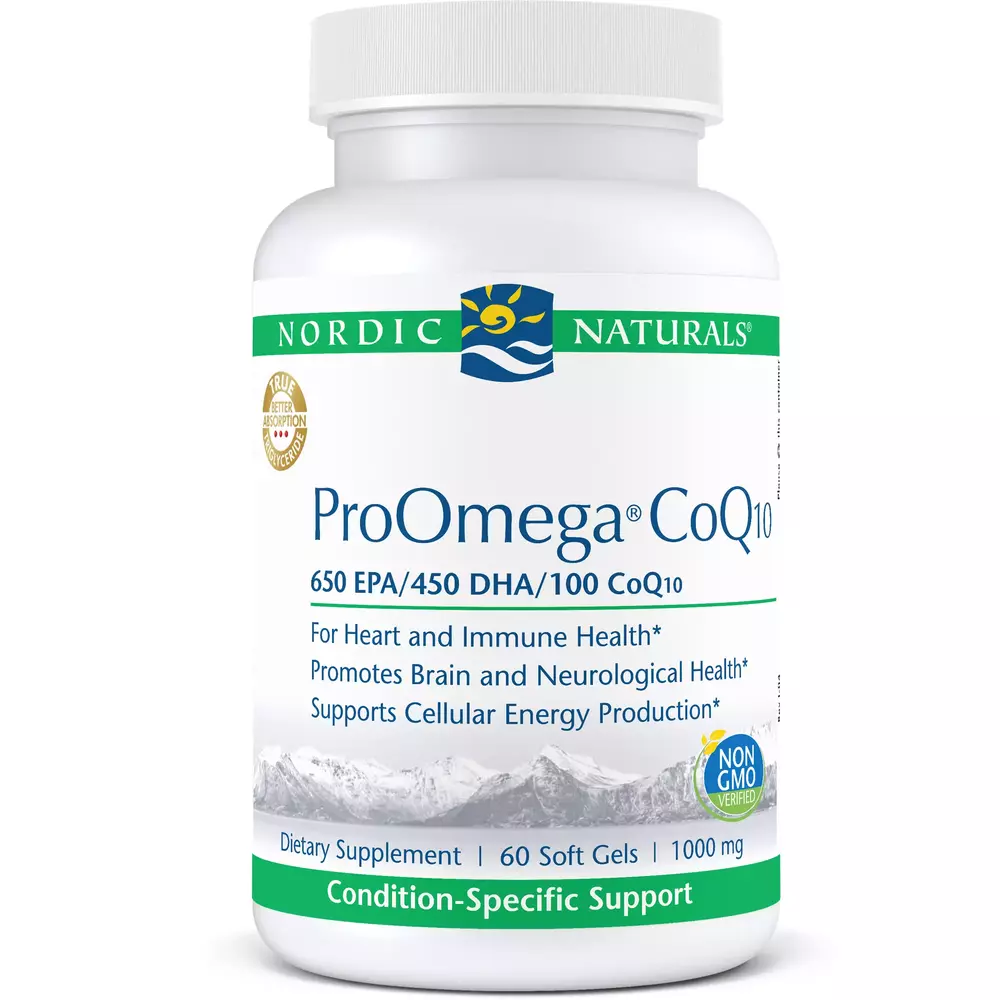 NORDIC NATURALS®
TRUE
BETTER
ABSORPTION
TRIGLYCERIDE
ProOmega® CoQ10
650 EPA/450 DHA/100 CoQ10
For Heart and Immune Health*
Promotes Brain and Neurological Health*
Supports Cellular Energy Production*
NON
GMO
VERIFIED
Dietary Supplement | 60 Soft Gels | 1000 mg
Condition-Specific Support
this container